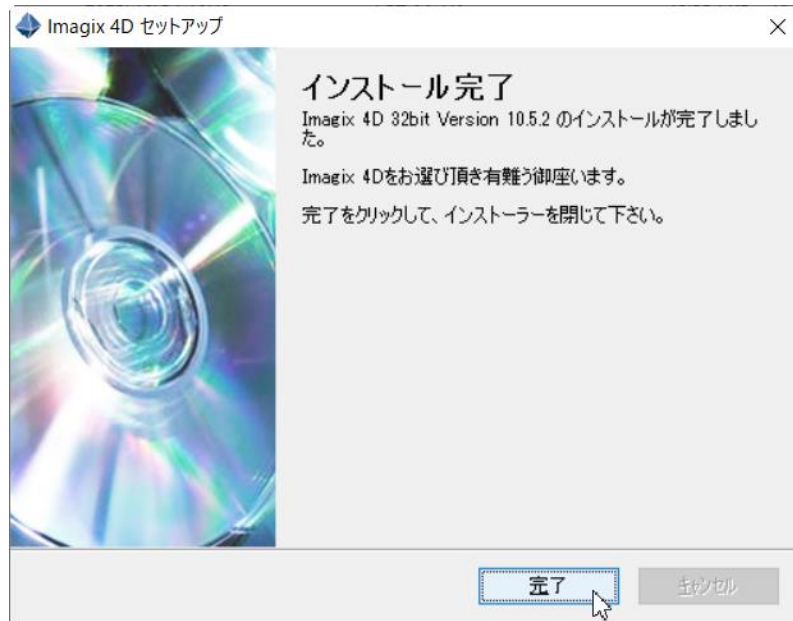 Imagix 4D セットアップ
インストール完了
Imagix 4D 32bit Version 10.5.2 のインストールが完了しまし
た。
Imagix 4Dをお選び頂き有難う御座います。
完了をクリックして、インストーラーを閉じて下さい。
完了
キャンセル